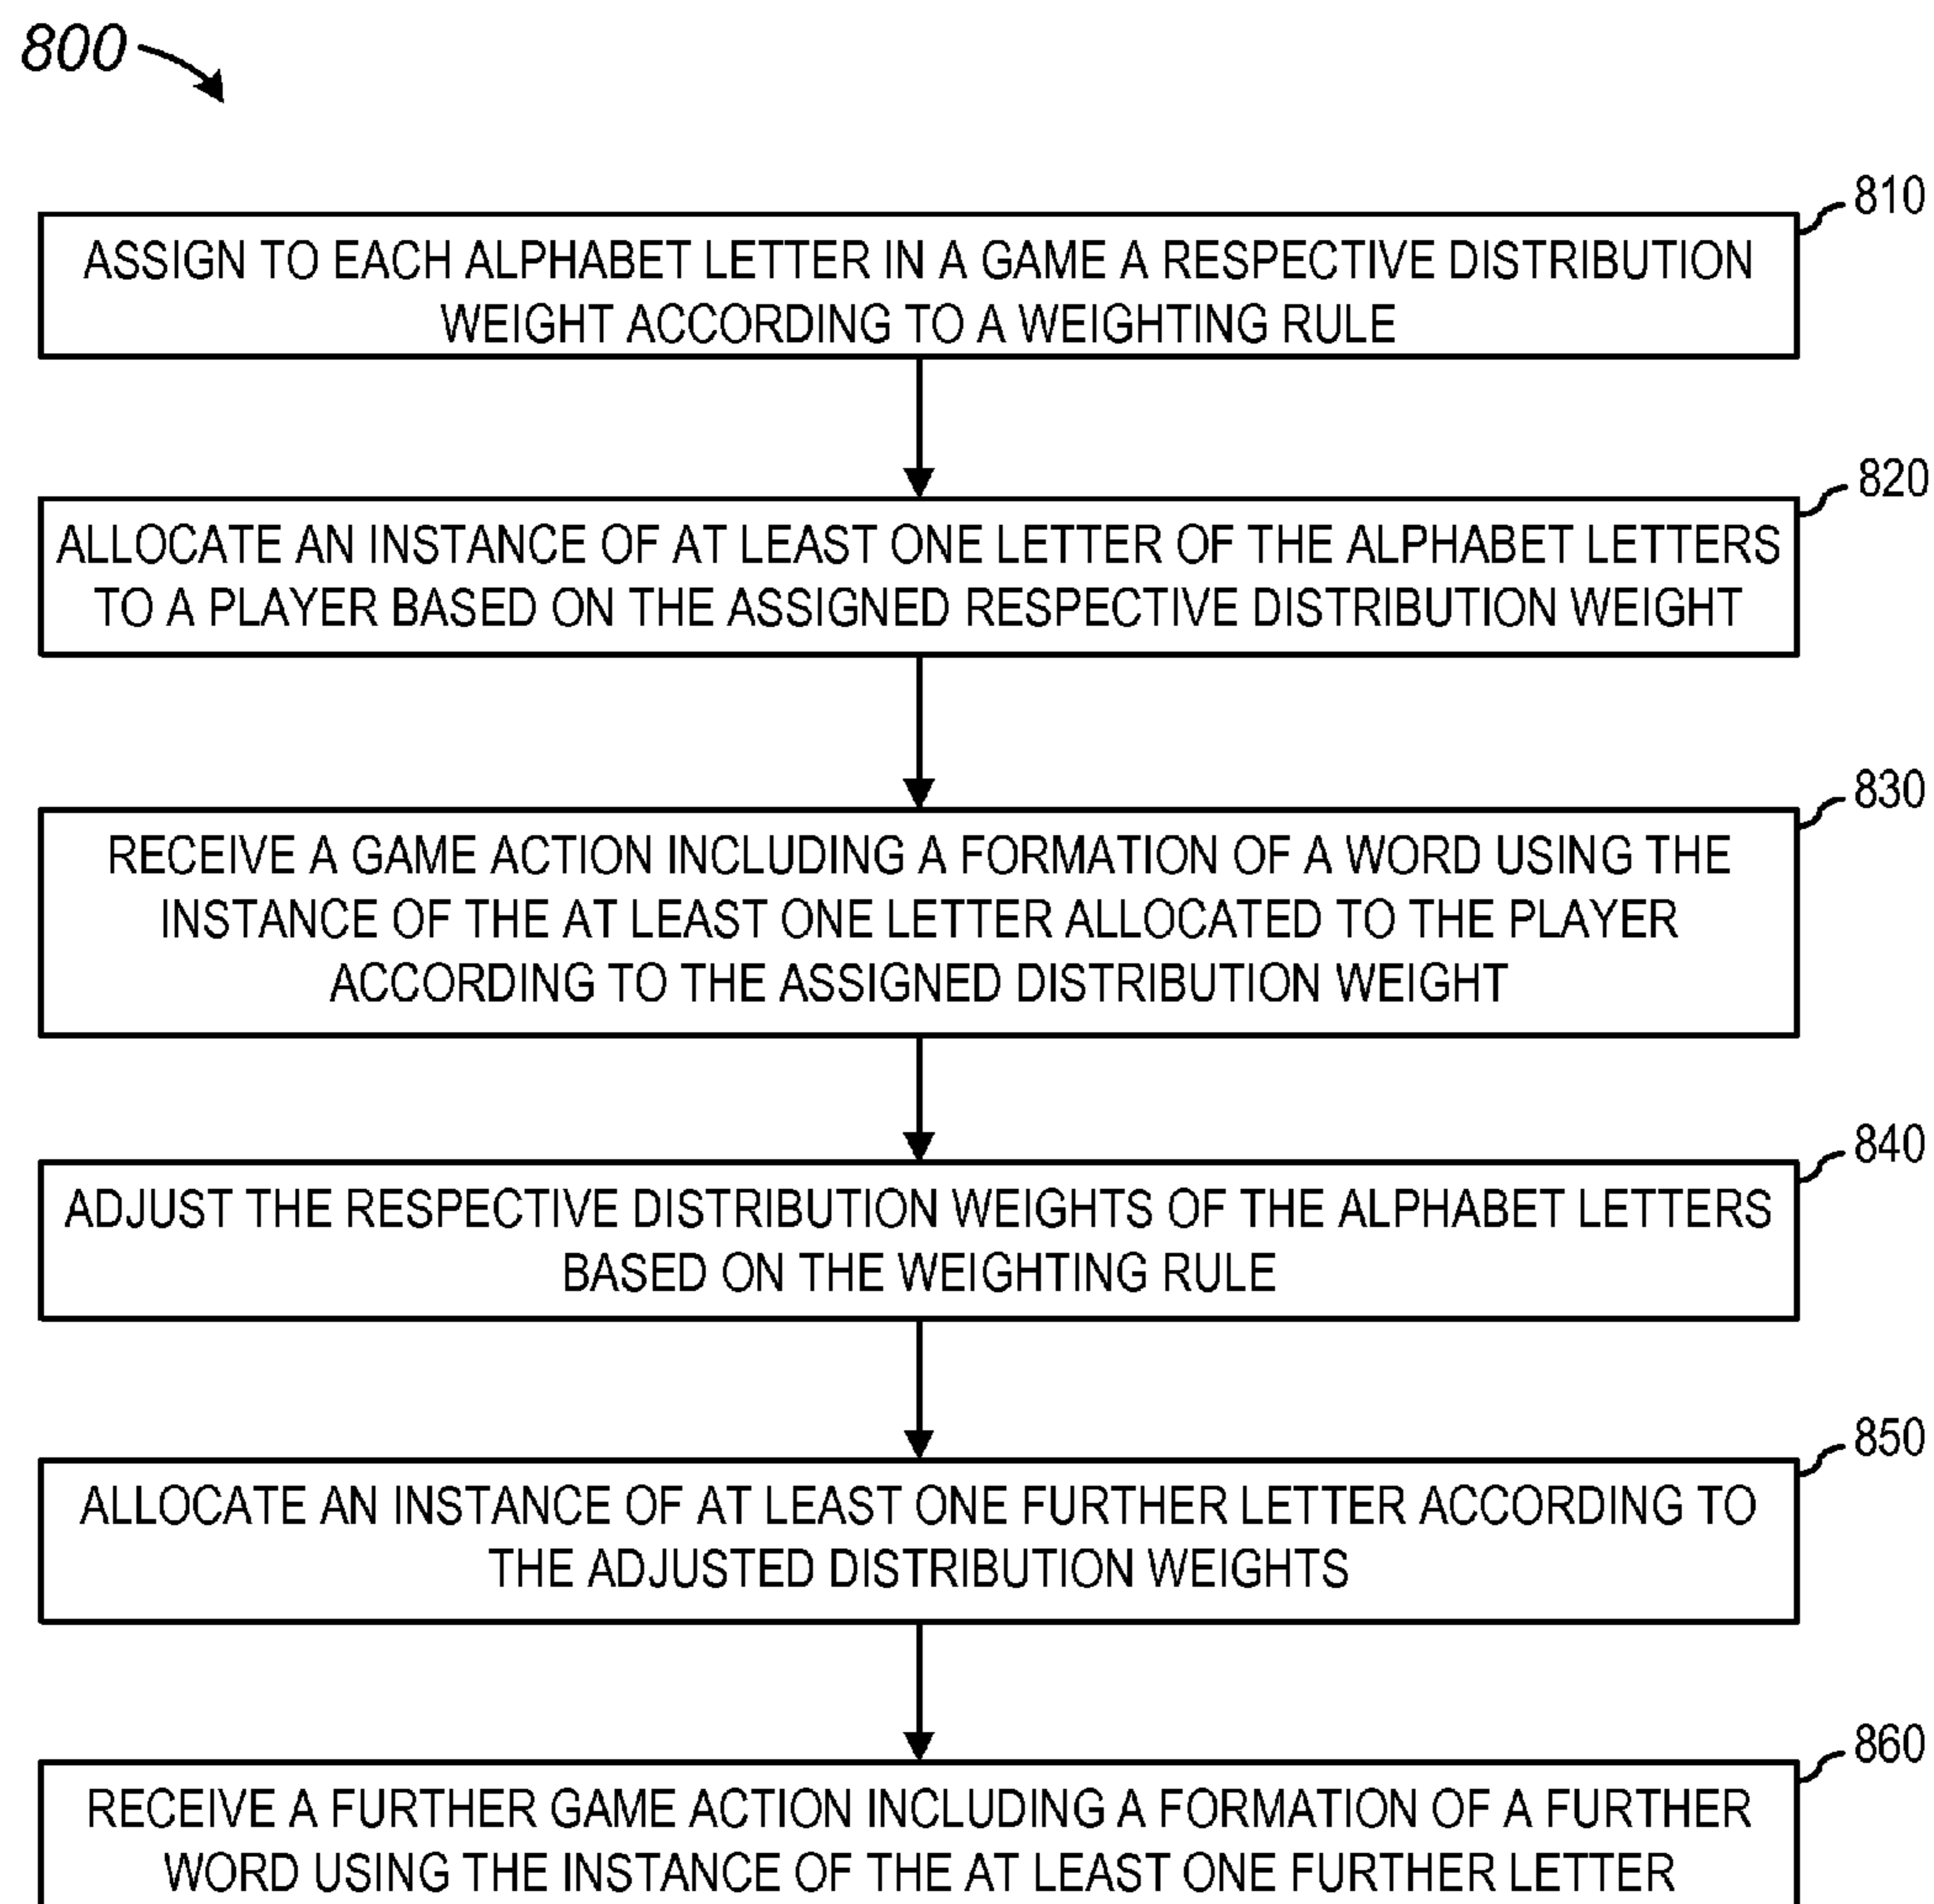 800
810
ASSIGN TO EACH ALPHABET LETTER IN A GAME A RESPECTIVE DISTRIBUTION
WEIGHT ACCORDING TO A WEIGHTING RULE
820
ALLOCATE AN INSTANCE OF AT LEAST ONE LETTER OF THE ALPHABET LETTERS
TO A PLAYER BASED ON THE ASSIGNED RESPECTIVE DISTRIBUTION WEIGHT
830
RECEIVE A GAME ACTION INCLUDING A FORMATION OF A WORD USING THE
INSTANCE OF THE AT LEAST ONE LETTER ALLOCATED TO THE PLAYER
ACCORDING TO THE ASSIGNED DISTRIBUTION WEIGHT
840
ADJUST THE RESPECTIVE DISTRIBUTION WEIGHTS OF THE ALPHABET LETTERS
BASED ON THE WEIGHTING RULE
850
ALLOCATE AN INSTANCE OF AT LEAST ONE FURTHER LETTER ACCORDING TO
THE ADJUSTED DISTRIBUTION WEIGHTS
860
RECEIVE A FURTHER GAME ACTION INCLUDING A FORMATION OF A FURTHER
WORD USING THE INSTANCE OF THE AT LEAST ONE FURTHER LETTER